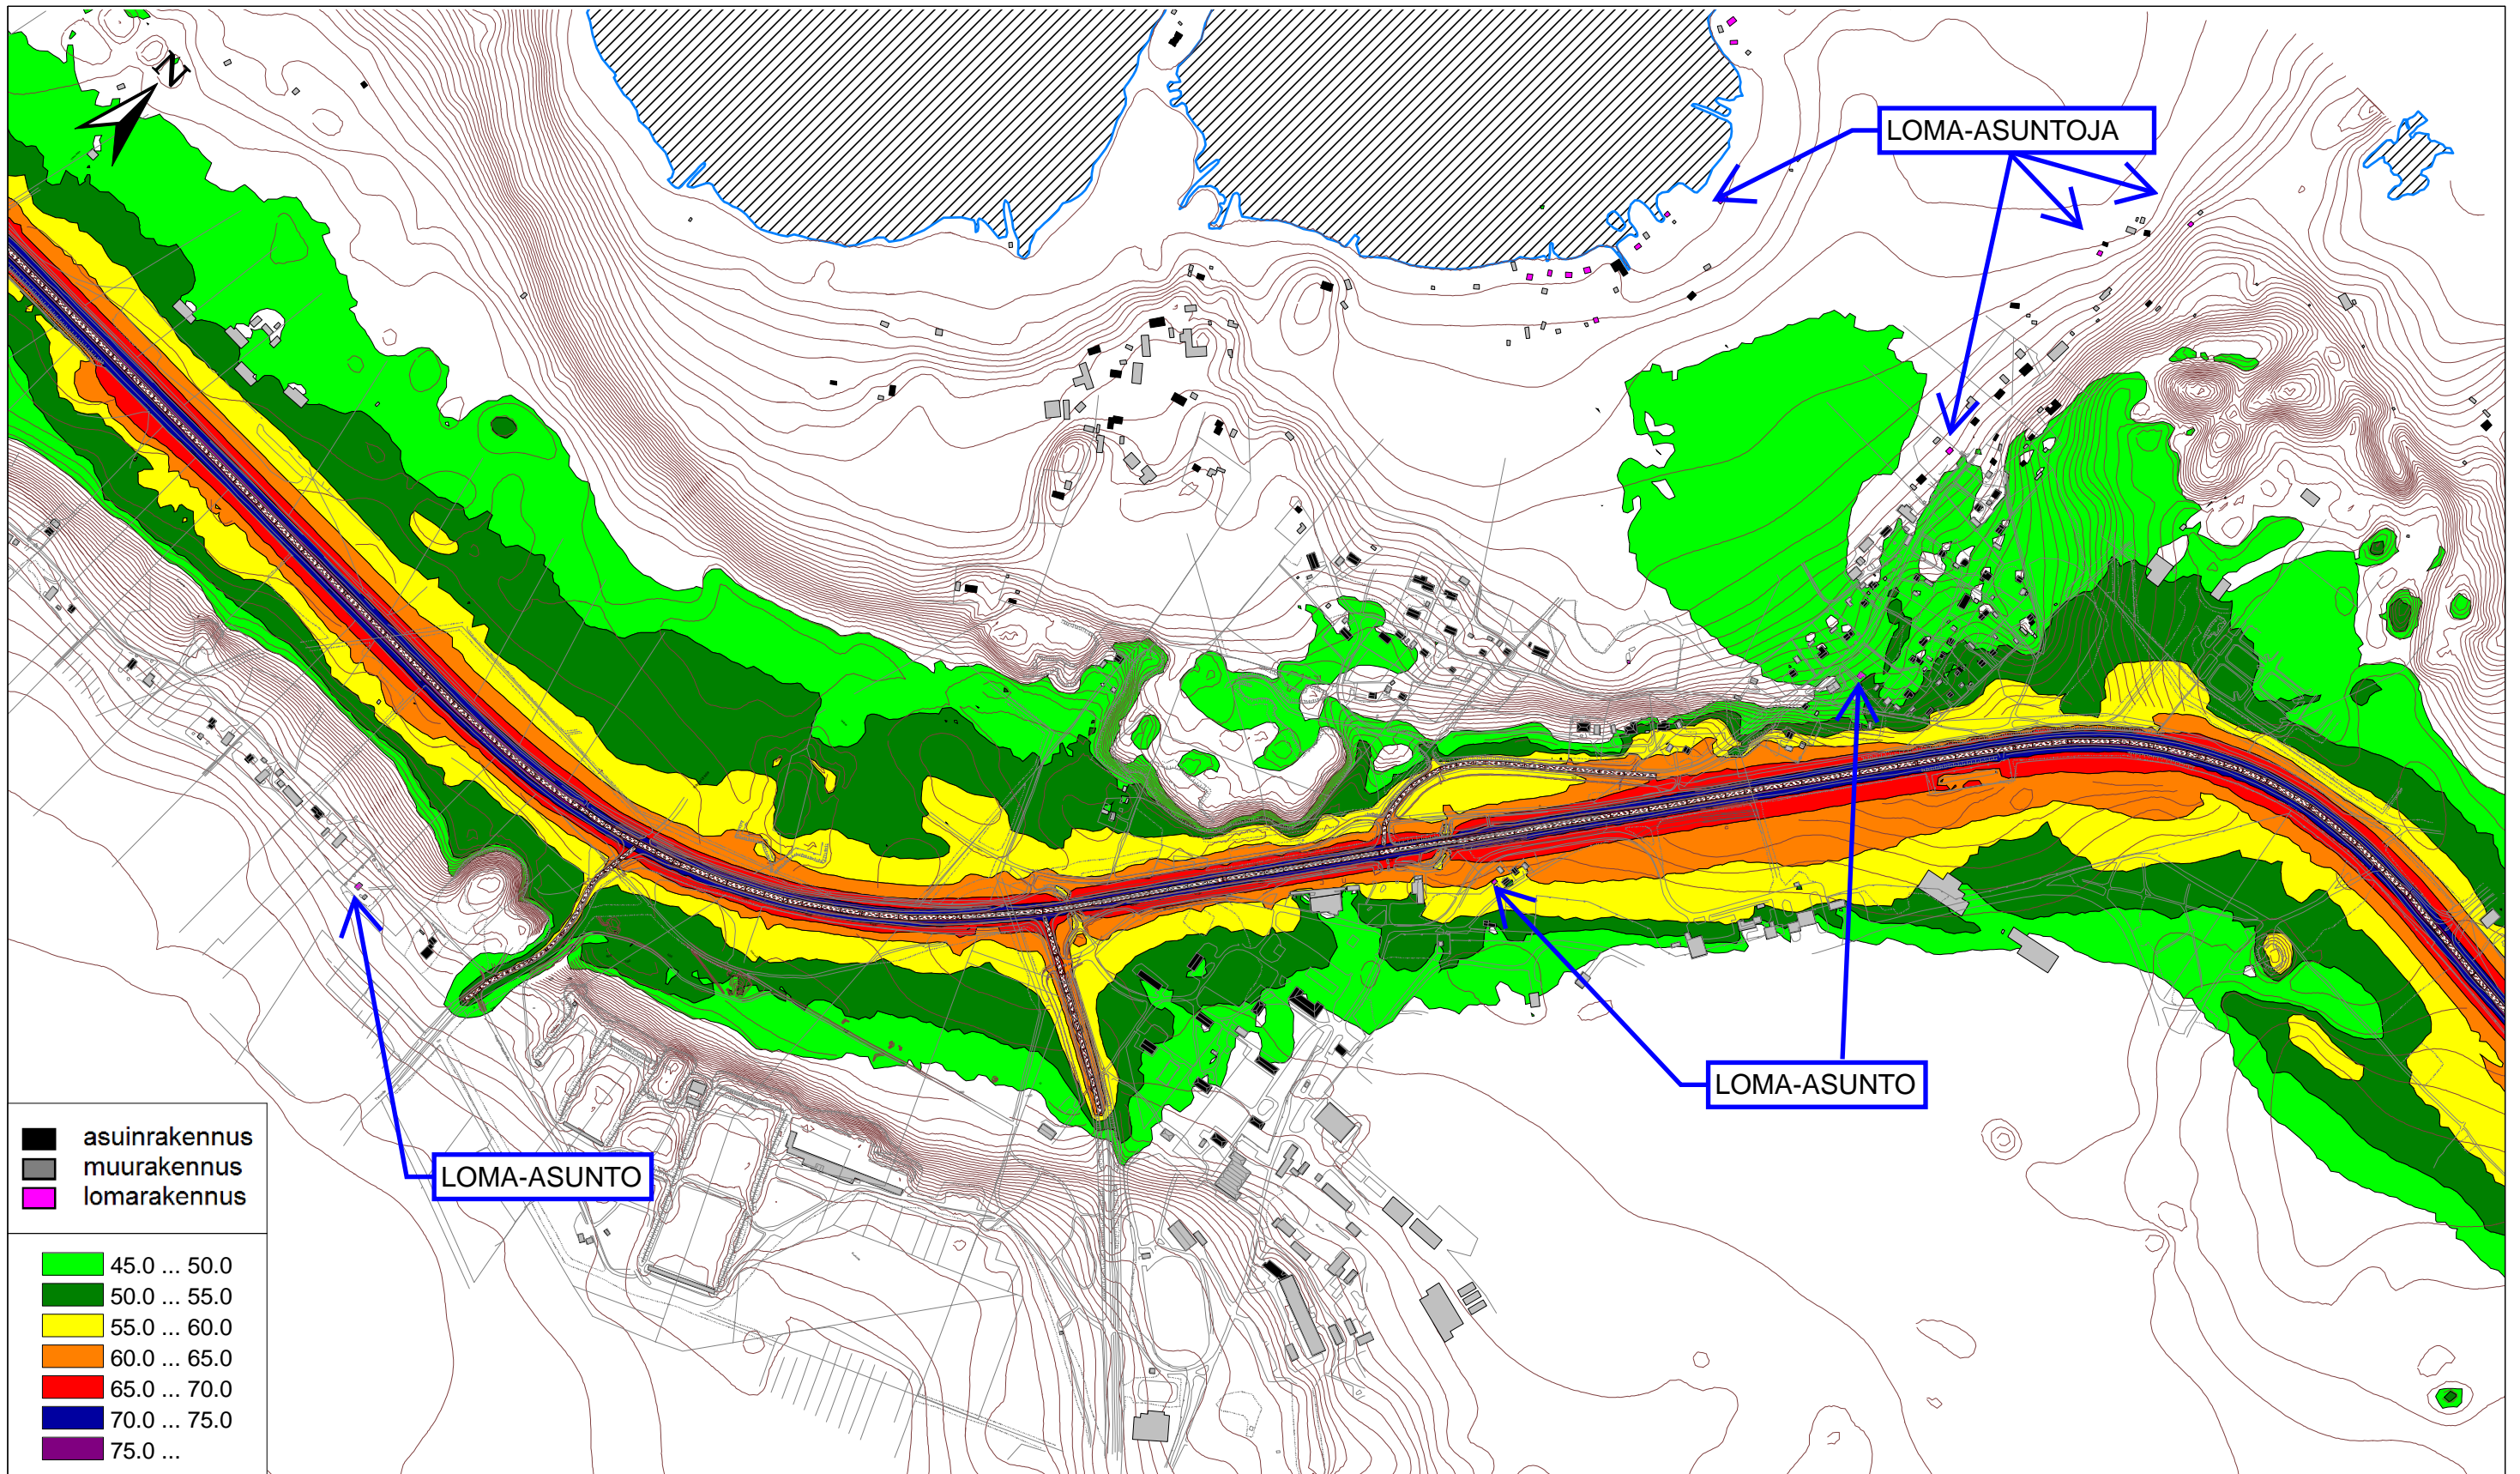 N
LOMA-ASUNTOJA
LOMA-ASUNTO
LOMA-ASUNTO
asuinrakennus
muurakennus
lomarakennus
45.0 ... 50.0
50.0 ... 55.0
55.0 ... 60.0
60.0 ... 65.0
65.0 ... 70.0
70.0 ... 75.0
75.0 ...